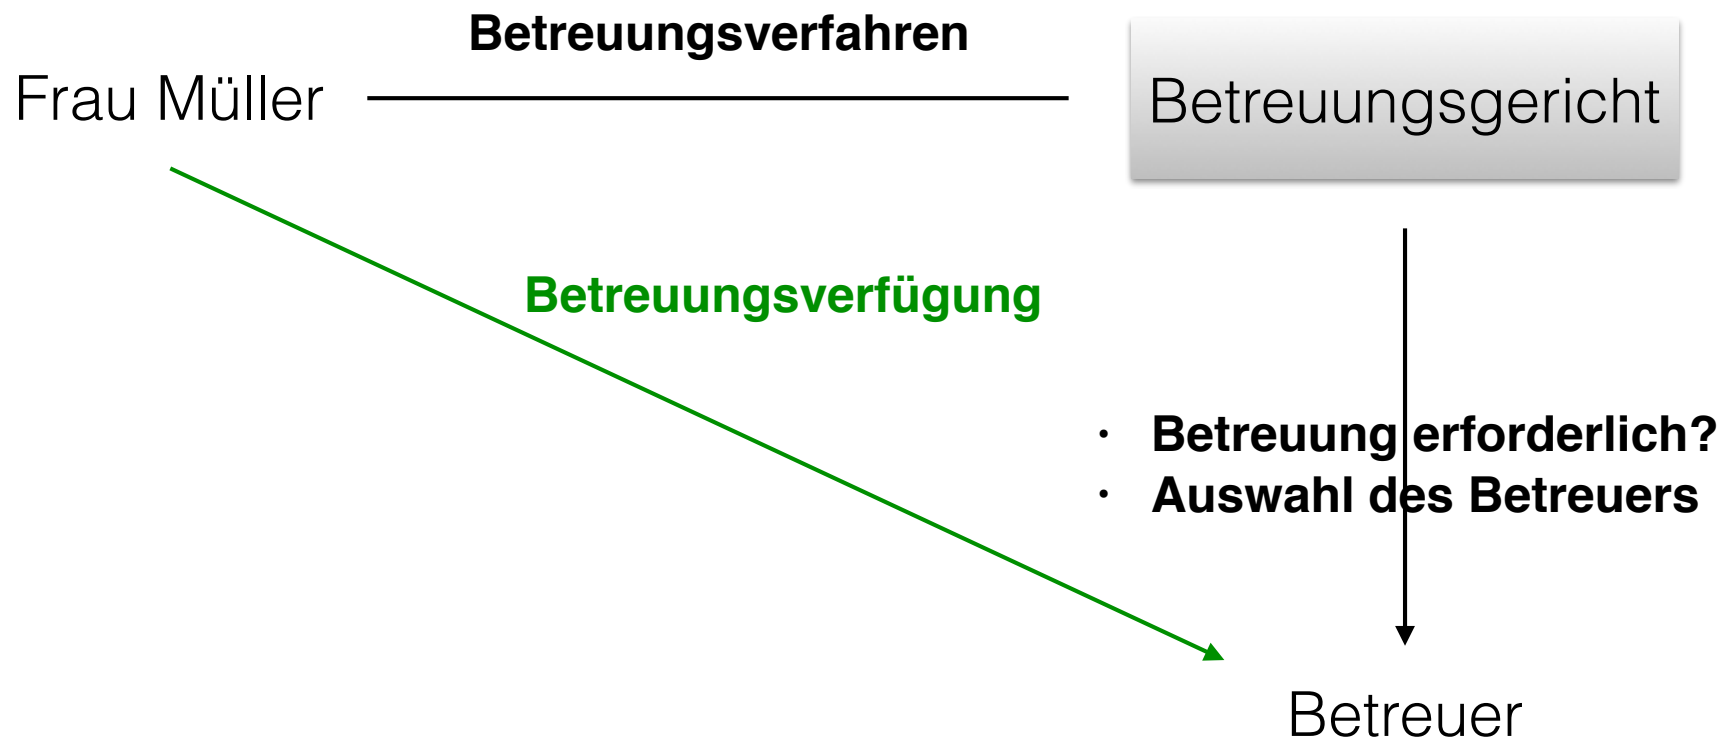 Betreuungsverfahren
Frau Müller
Betreuungsgericht
Betreuungsverfügung
· Betreuung erforderlich?
· Auswahl des Betreuers
Betreuer